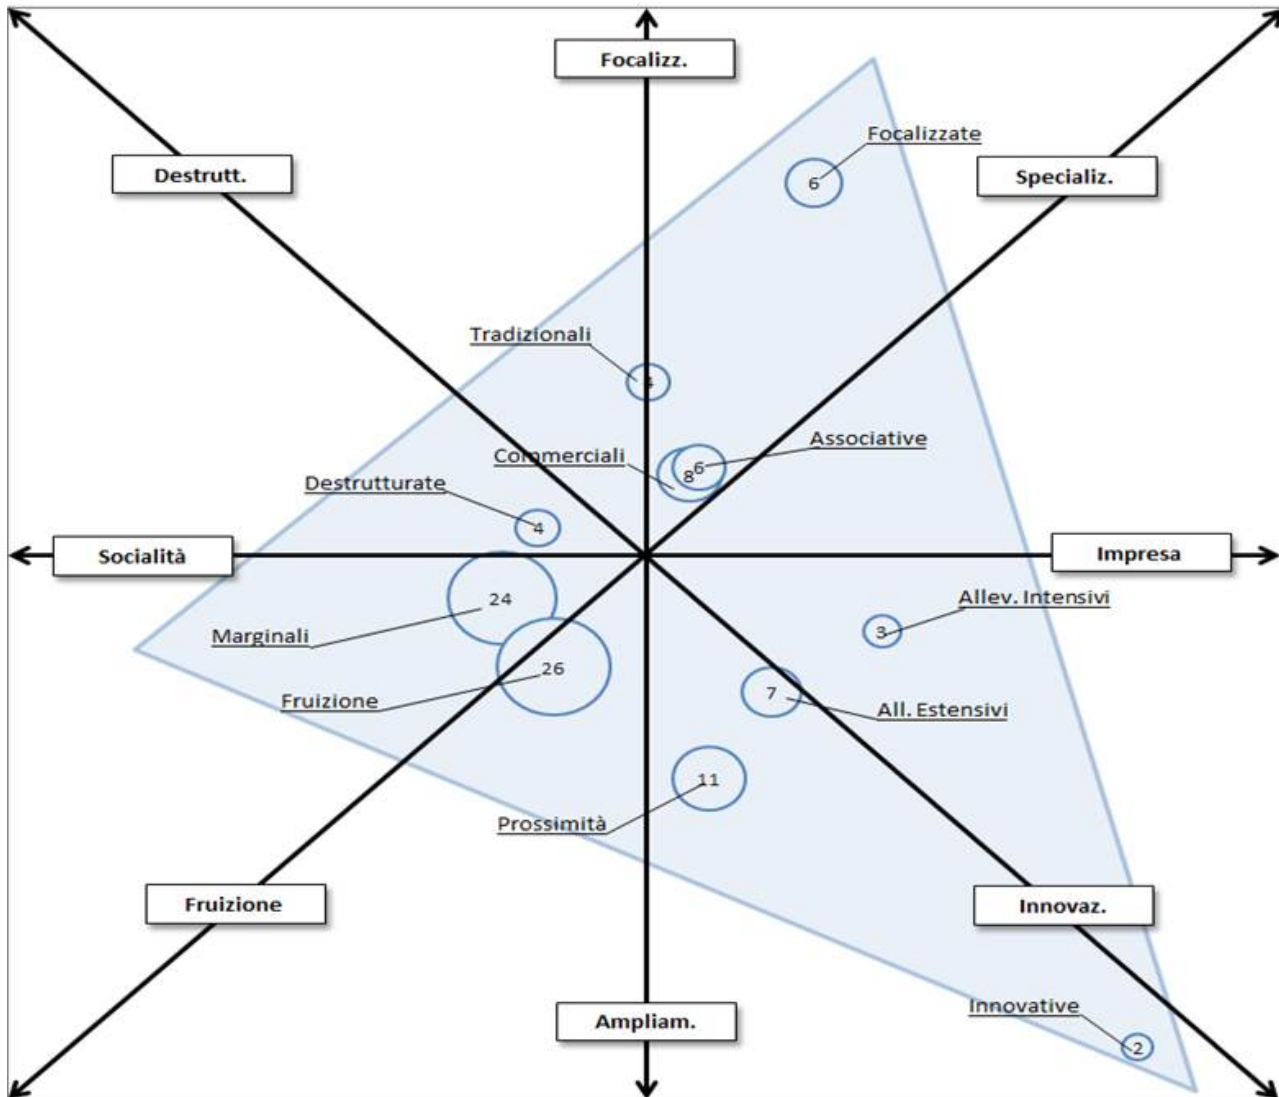 Focalizz.
Focalizzate
Destrutt.
Specializ.
6
Tradizionali
4
Associative
Commerciali
6
8
Destrutturate
4
Socialità
Impresa
24
Allev. Intensivi
3
Marginali
26
7
Fruizione
All. Estensivi
11
Prossimità
Fruizione
Innovaz.
Innovative
Ampliam.
2